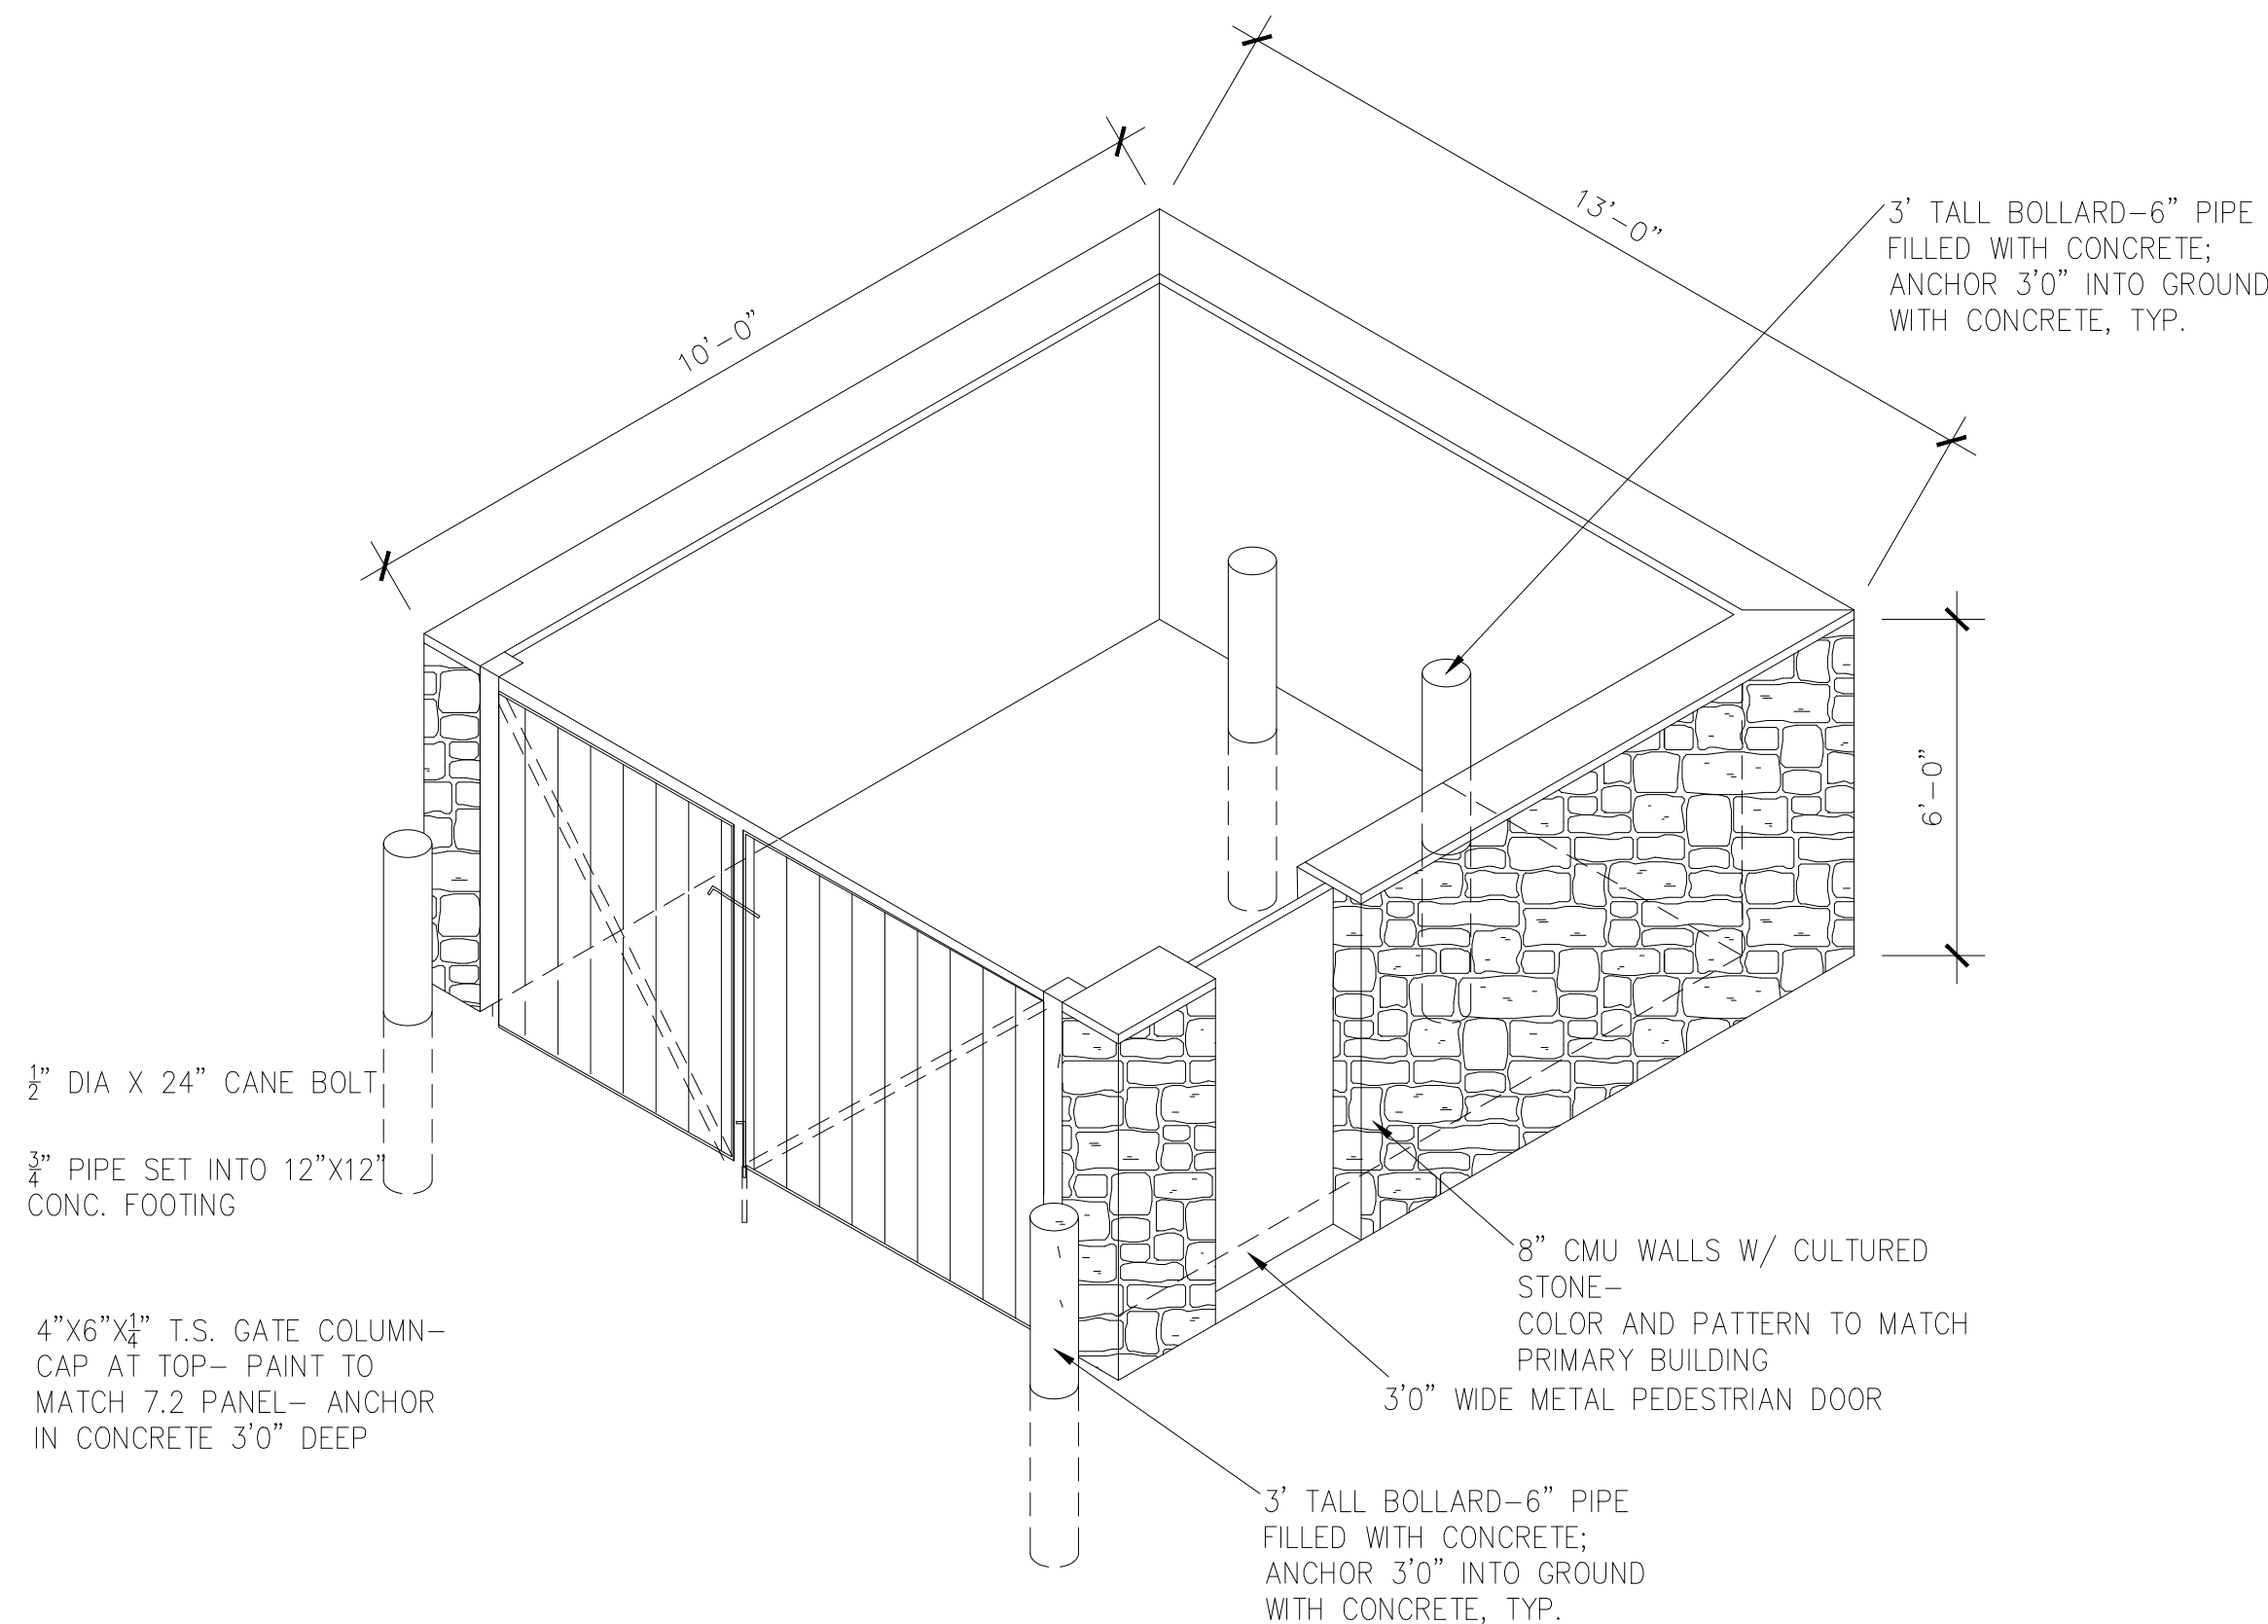 13'-0"
10'-0"
3' TALL BOLLARD-6" PIPE
FILLED WITH CONCRETE;
ANCHOR 3'0" INTO GROUND
WITH CONCRETE, TYP.
6'-0"
1/2" DIA X 24" CANE BOLT
3/4" PIPE SET INTO 12"X12"
CONC. FOOTING
4"X6"X1/4" T.S. GATE COLUMN-
CAP AT TOP- PAINT TO
MATCH 7.2 PANEL- ANCHOR
IN CONCRETE 3'0" DEEP
8" CMU WALLS W/ CULTURED
STONE-
COLOR AND PATTERN TO MATCH
PRIMARY BUILDING
3'0" WIDE METAL PEDESTRIAN DOOR
3' TALL BOLLARD-6" PIPE
FILLED WITH CONCRETE;
ANCHOR 3'0" INTO GROUND
WITH CONCRETE, TYP.